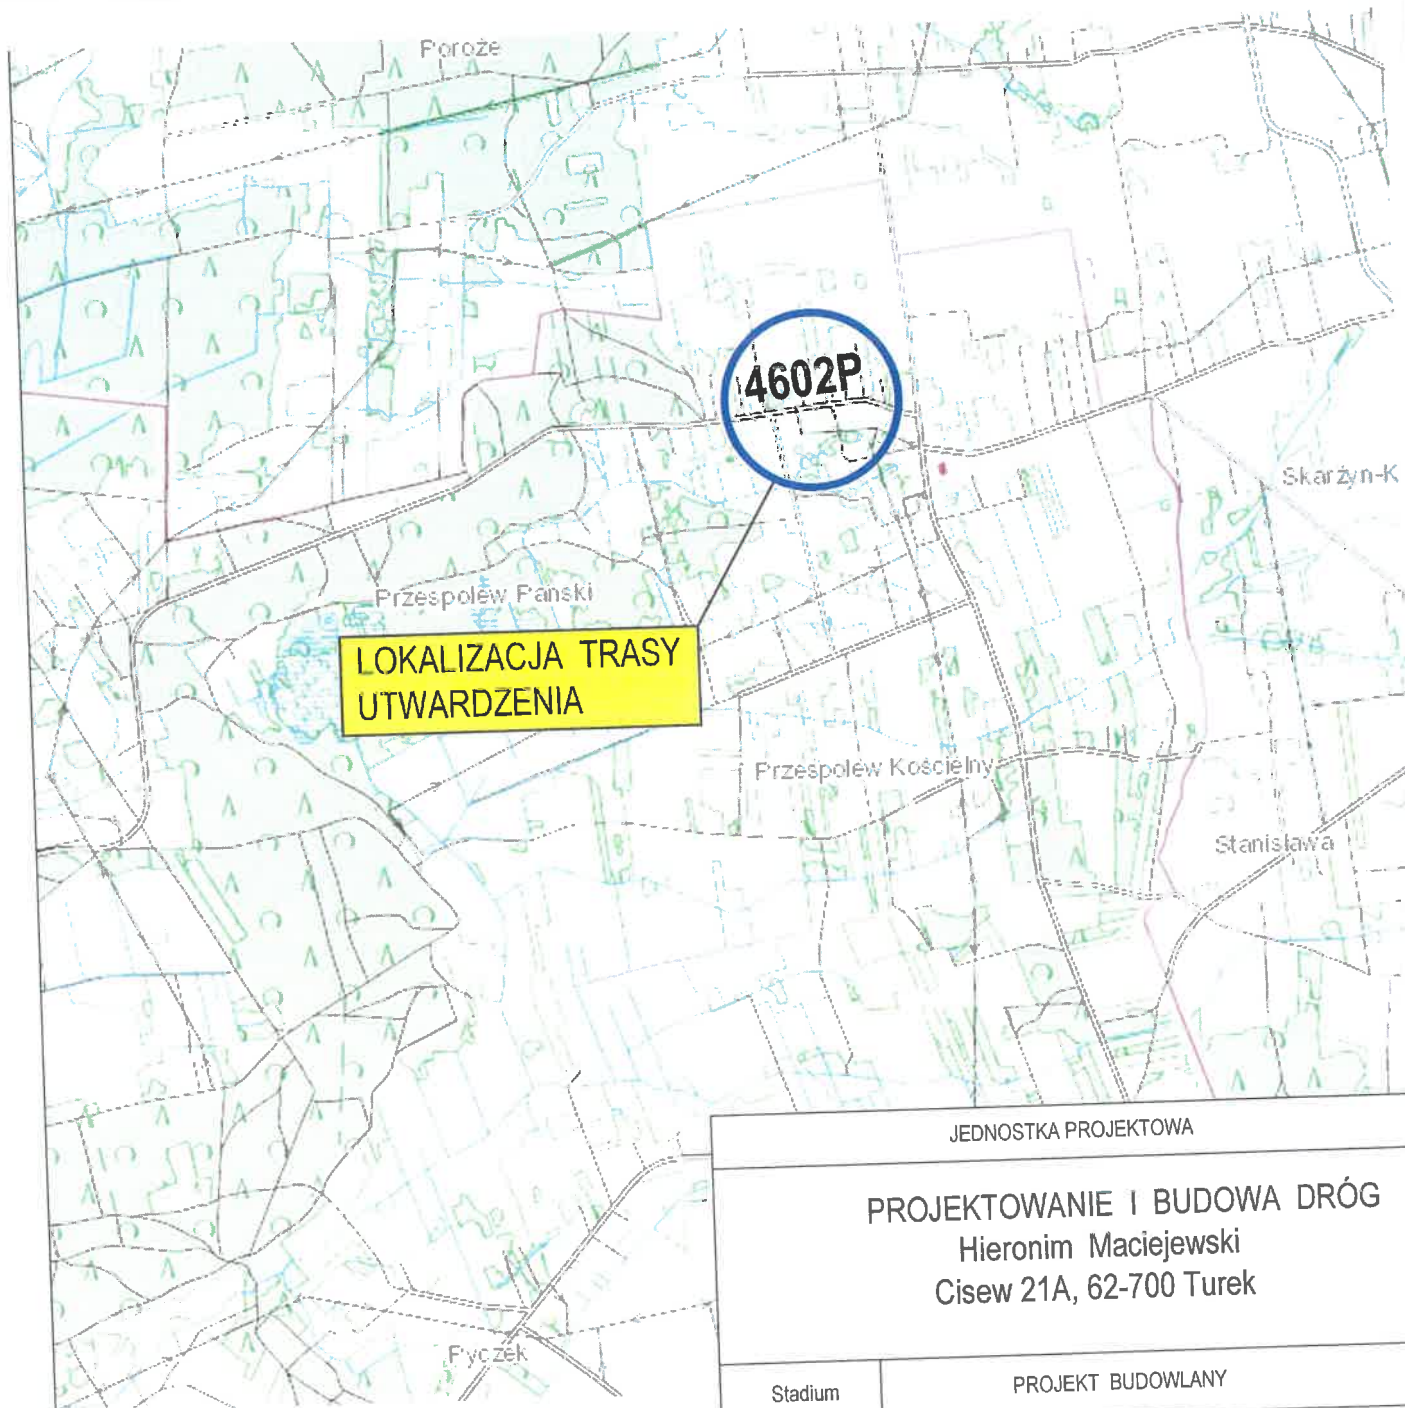 Poroże
4602P
Skarżyn-K
Przespolew Pański
LOKALIZACJA TRASY
UTWARDZENIA
Przespolew Kościelny
Stanisława
JEDNOSTKA PROJEKTOWA
PROJEKTOWANIE I BUDOWA DRÓG
Hieronim Maciejewski
Cisew 21A, 62-700 Turek
Stadium
PROJEKT BUDOWLANY